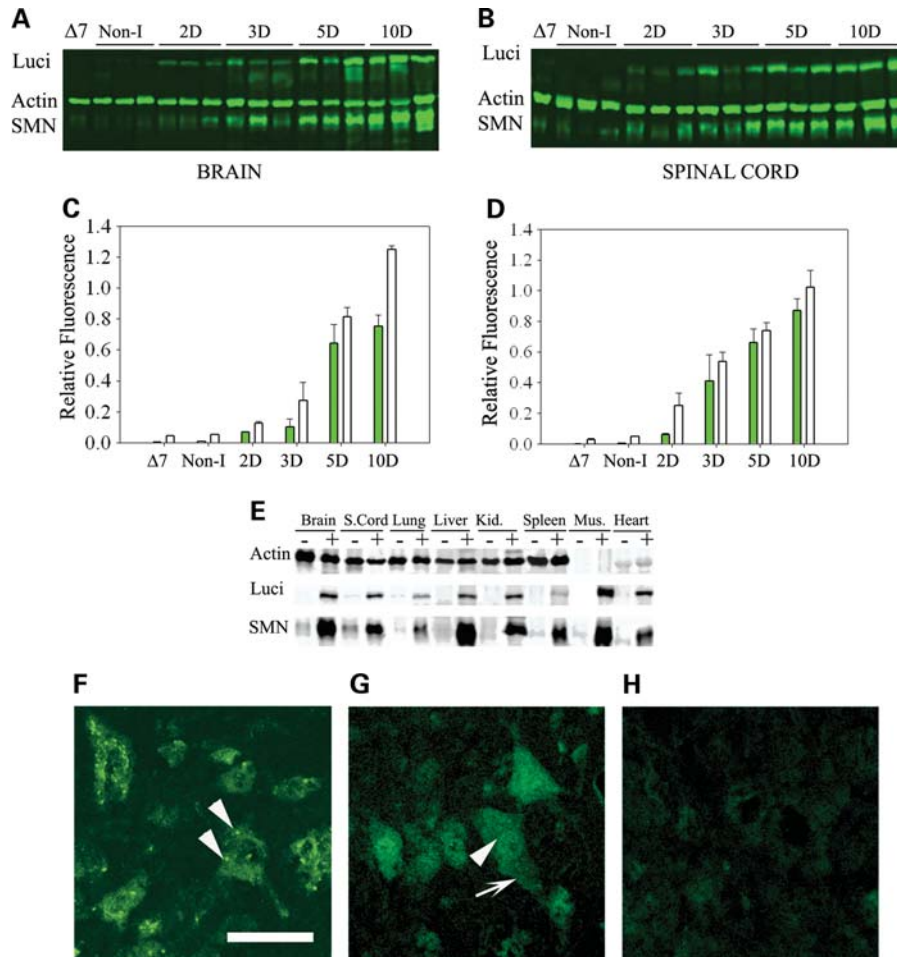 A
Δ7 Non-I 2D 3D 5D 10D
Luci
Actin
SMN
BRAIN
B
Δ7 Non-I 2D 3D 5D 10D
Luci
Actin
SMN
SPINAL CORD
C
1.4
1.2
1.0
0.8
0.6
0.4
0.2
0.0
Relative Fluorescence
Δ7 Non-I 2D 3D 5D 10D
D
1.4
1.2
1.0
0.8
0.6
0.4
0.2
0.0
Relative Fluorescence
Δ7 Non-I 2D 3D 5D 10D
E
Brain S.Cord Lung Liver Kid. Spleen Mus. Heart
- + - + - + - + - + - + - + - +
Actin
Luci
SMN
F
G
H